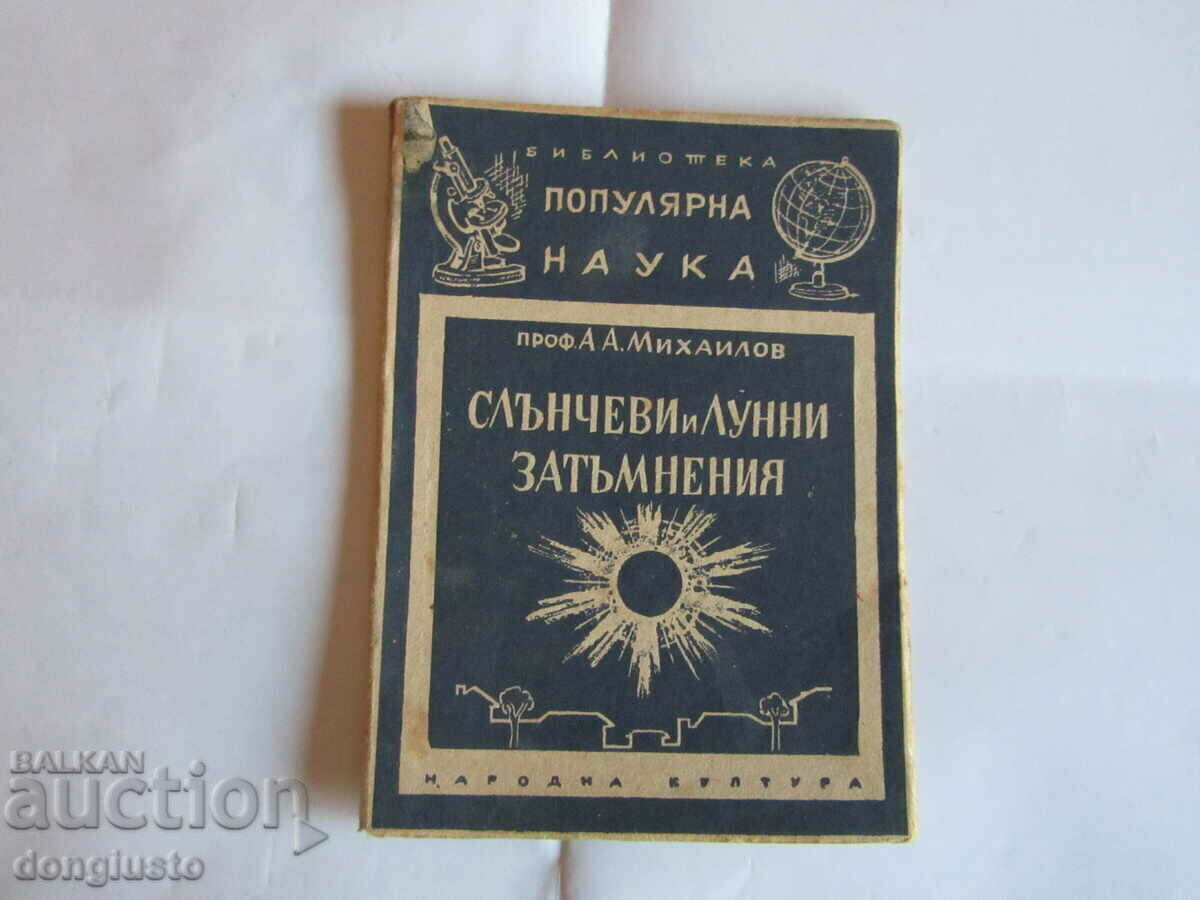 БИБЛИОТЕКА
ПОПУЛЯРНА
НАУКА
ПРОФ. А А. МИХАИЛОВ
СЛЪНЧЕВИ и ЛУННИ
ЗАТЪМНЕНИЯ
НАРОДНА КУЛТУРА
BALKAN
auction
dongiusto